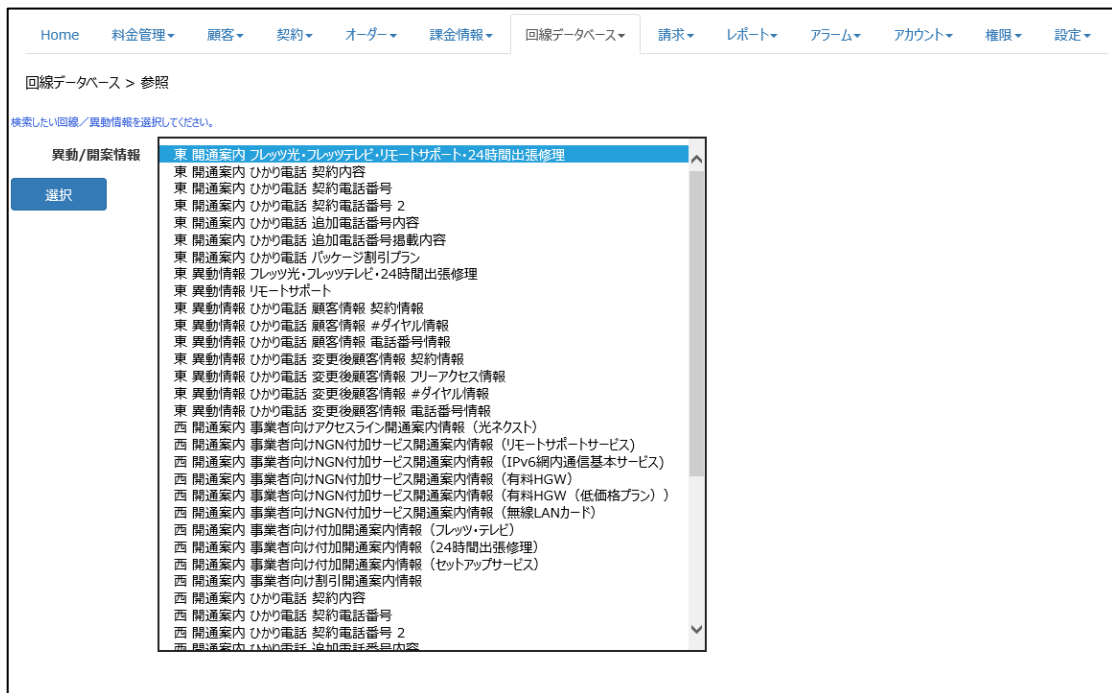 Home 料金管理▾ 顧客▾ 契約▾ オーダー▾ 課金情報▾ 回線データベース▾ 請求▾ レポート▾ アラーム▾ アカウント▾ 権限▾ 設定▾
回線データベース > 参照
検索したい回線／異動情報を選択してください。
異動/開案情報
選択
東 開通案内 フレッツ光・フレッツテレビ・リモートサポート・24時間出張修理
東 開通案内 ひかり電話 契約内容
東 開通案内 ひかり電話 契約電話番号
東 開通案内 ひかり電話 契約電話番号 2
東 開通案内 ひかり電話 追加電話番号内容
東 開通案内 ひかり電話 追加電話番号掲載内容
東 開通案内 ひかり電話 パッケージ割引プラン
東 異動情報 フレッツ光・フレッツテレビ・24時間出張修理
東 異動情報 リモートサポート
東 異動情報 ひかり電話 顧客情報 契約情報
東 異動情報 ひかり電話 顧客情報 #ダイヤル情報
東 異動情報 ひかり電話 顧客情報 電話番号情報
東 異動情報 ひかり電話 変更後顧客情報 契約情報
東 異動情報 ひかり電話 変更後顧客情報 フリーアクセス情報
東 異動情報 ひかり電話 変更後顧客情報 #ダイヤル情報
東 異動情報 ひかり電話 変更後顧客情報 電話番号情報
西 開通案内 事業者向けアクセスライン開通案内情報（光ネクスト）
西 開通案内 事業者向けNGN付加サービス開通案内情報（リモートサポートサービス）
西 開通案内 事業者向けNGN付加サービス開通案内情報（IPv6網内通信基本サービス）
西 開通案内 事業者向けNGN付加サービス開通案内情報（有料HGW）
西 開通案内 事業者向けNGN付加サービス開通案内情報（有料HGW（低価格プラン））
西 開通案内 事業者向けNGN付加サービス開通案内情報（無線LANカード）
西 開通案内 事業者向け付加開通案内情報（フレッツ・テレビ）
西 開通案内 事業者向け付加開通案内情報（24時間出張修理）
西 開通案内 事業者向け付加開通案内情報（セットアップサービス）
西 開通案内 事業者向け割引開通案内情報
西 開通案内 ひかり電話 契約内容
西 開通案内 ひかり電話 契約電話番号
西 開通案内 ひかり電話 契約電話番号 2
西 開通案内 ひかり電話 追加電話番号内容